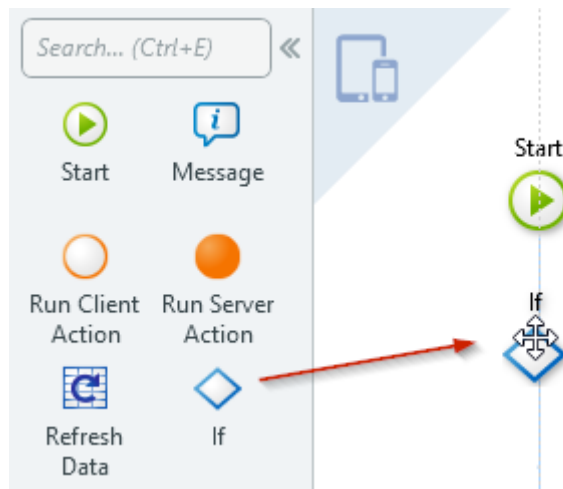 Search... (Ctrl+E)
Start
Message
Run Client
Action
Run Server
Action
Refresh
Data
If
Start
If